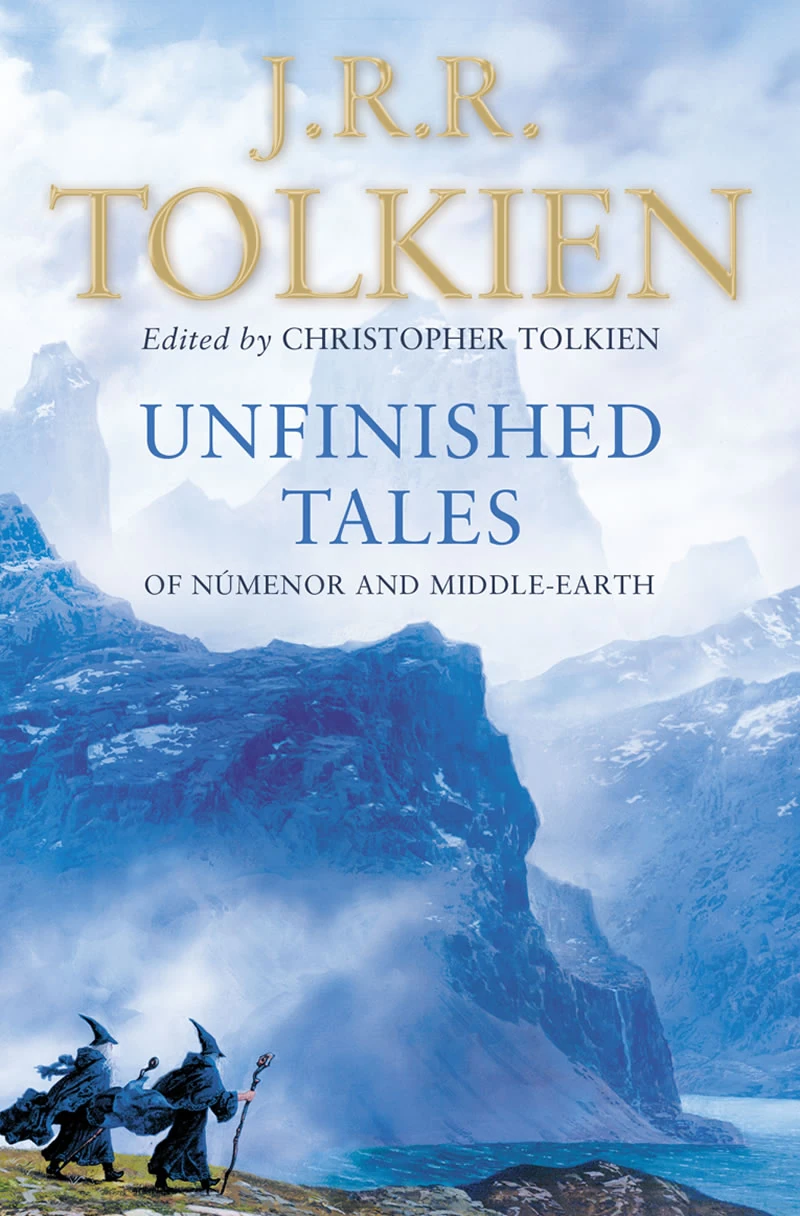 J.R.R.
TOLKIEN
Edited by CHRISTOPHER TOLKIEN
UNFINISHED
TALES
OF NÚMENOR AND MIDDLE-EARTH